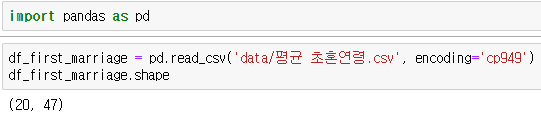 import pandas as pd
df_first_marriage = pd.read_csv('data/평균 초혼연령.csv', encoding='cp949')
df_first_marriage.shape
(20, 47)